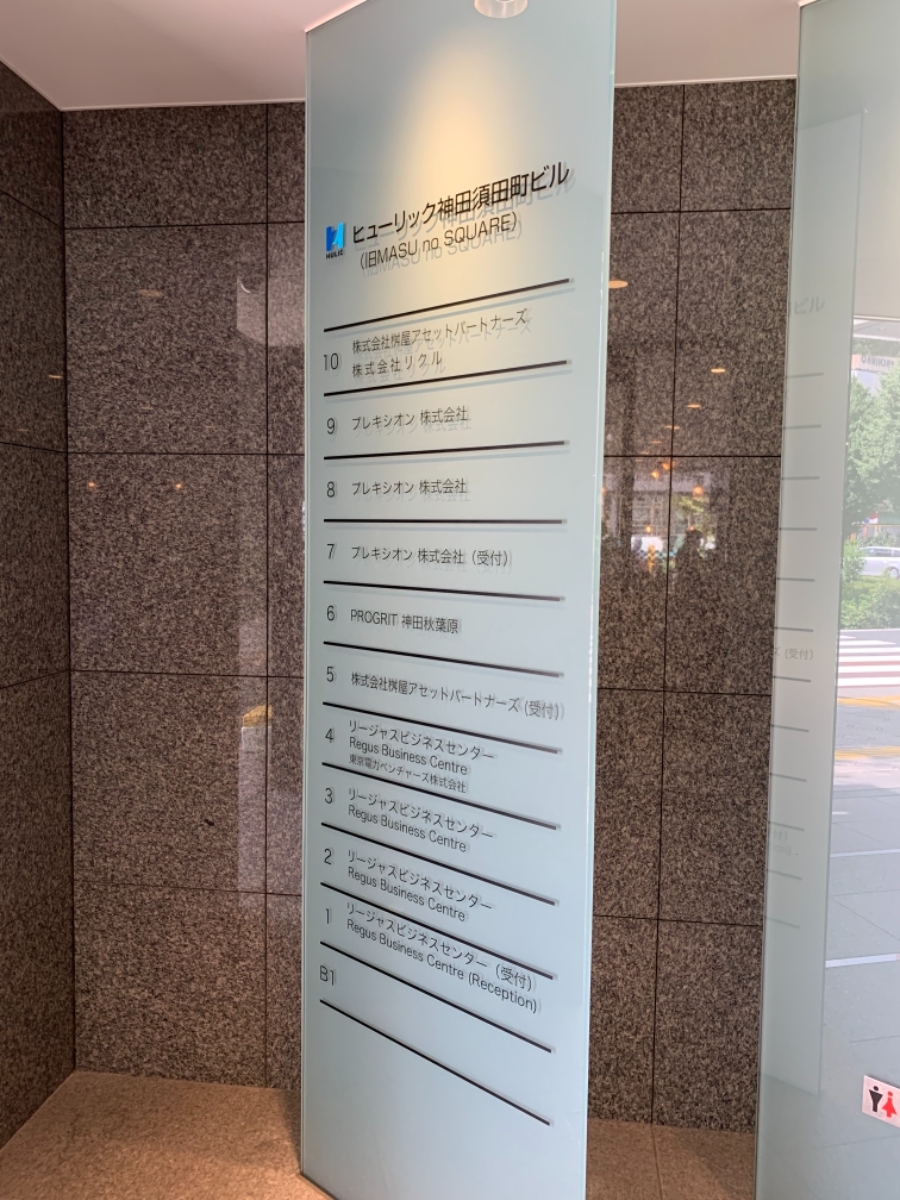 HULIC
ヒューリック神田須田町ビル
（旧MASU no SQUARE）
10
株式会社桝屋アセットパートナーズ
株式会社リクル
9 プレキシオン 株式会社
8 プレキシオン 株式会社
7 プレキシオン 株式会社（受付）
6 PROGRIT 神田秋葉原
5 株式会社桝屋アセットパートナーズ（受付）
4 リージャスビジネスセンター
Regus Business Centre
東京電力ベンチャーズ株式会社
3 リージャスビジネスセンター
Regus Business Centre
2 リージャスビジネスセンター
Regus Business Centre
1 リージャスビジネスセンター（受付）
Regus Business Centre (Reception)
B1
ビル
ズ（受付）